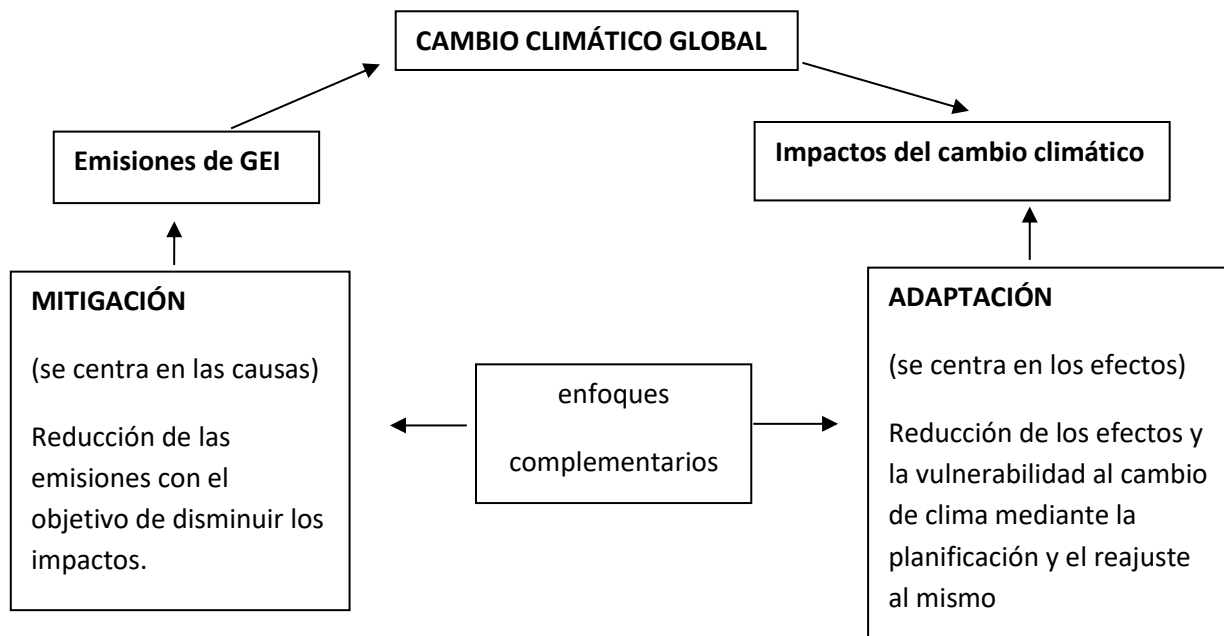 CAMBIO CLIMÁTICO GLOBAL
Emisiones de GEI
Impactos del cambio climático
MITIGACIÓN
(se centra en las causas)
Reducción de las
emisiones con el
objetivo de disminuir los
impactos.
enfoques
complementarios
ADAPTACIÓN
(se centra en los efectos)
Reducción de los efectos y
la vulnerabilidad al cambio
de clima mediante la
planificación y el reajuste
al mismo